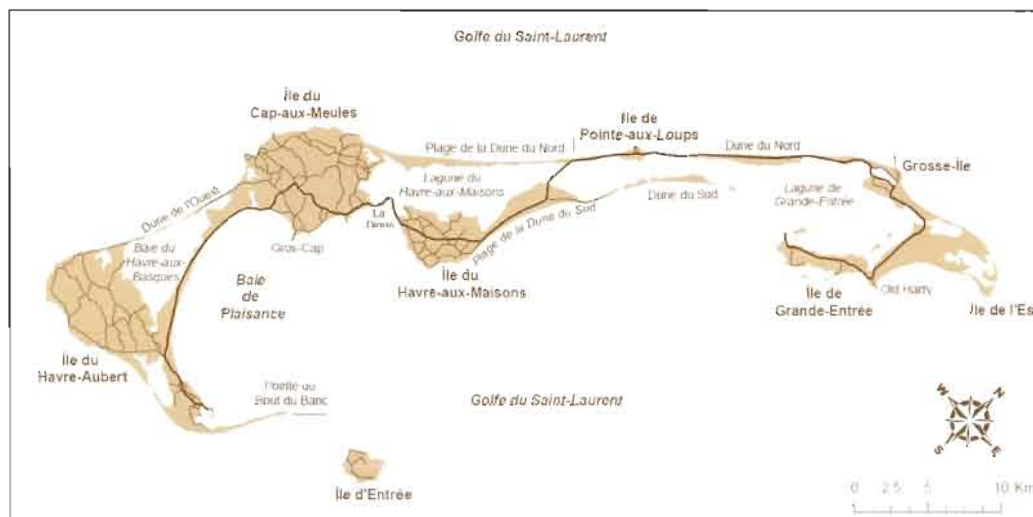 Golfe du Saint-Laurent
Île du
Cap-aux-Meules
Île de
Pointe-aux-Loups
Plage de la Dune du Nord
Dune du Nord
Grosse-Île
Lagune du
Havre-aux-Maisons
Dune du Sud
Lagune de
Grande-Entrée
Dune de l'Ouest
La
Plage de la Dune du Sud
Gros-Cap
Baie du
Havre-aux-
Basques
Baie
de
Plaisance
Île du
Havre-aux-Maisons
Île de
Grande-Entrée
Old Harry
Île de l'Es
Île du
Havre-Aubert
Pointe du
Bout du Banc
Golfe du Saint-Laurent
W N
S E
Île d'Entrée
0 2.5 5 10 Km